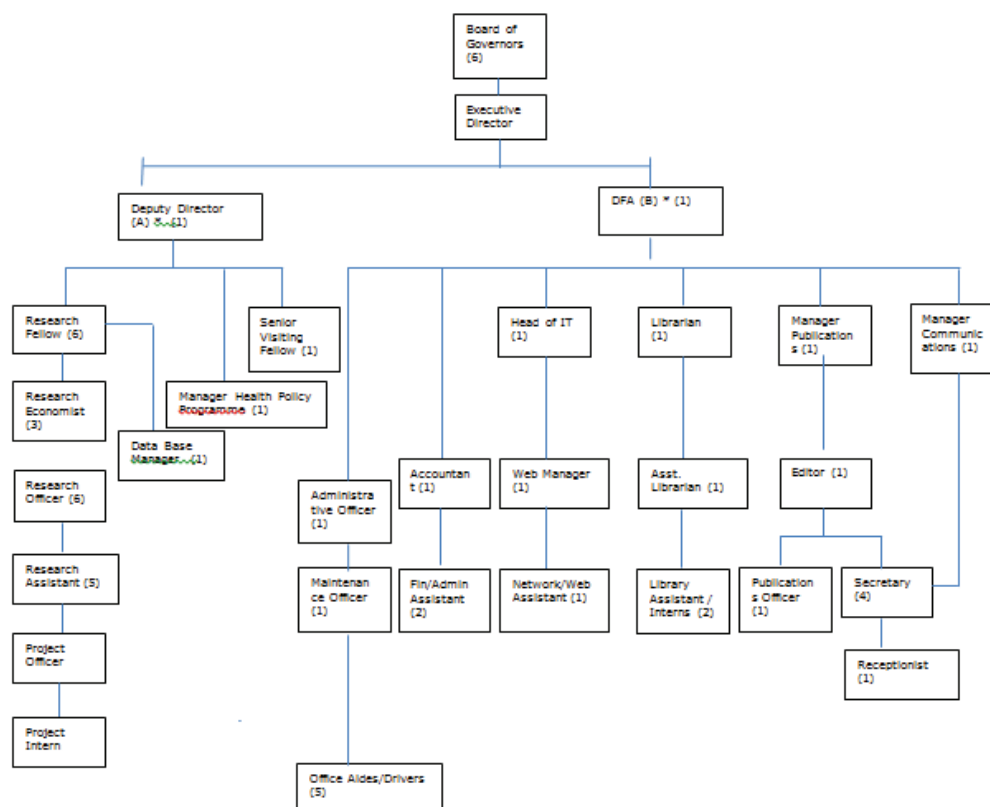 Board of
Governors
(6)
Executive
Director
Deputy Director
(A) * (1)
DFA (B) * (1)
Research
Fellow (6)
Senior
Visiting
Fellow (1)
Head of IT
(1)
Librarian
(1)
Manager
Publication
s (1)
Manager
Communic
ations (1)
Research
Economist
(3)
Manager Health Policy
Programme (1)
Data Base
Manager (1)
Research
Officer (6)
Administra
tive Officer
(1)
Accountan
t (1)
Web Manager
(1)
Asst.
Librarian (1)
Editor (1)
Research
Assistant (5)
Maintenan
ce Officer
(1)
Fin/Admin
Assistant
(2)
Network/Web
Assistant (1)
Library
Assistant /
Interns (2)
Publication
s Officer
(1)
Secretary
(4)
Project
Officer
Receptionist
(1)
Project
Intern
Office Aides/Drivers
(5)